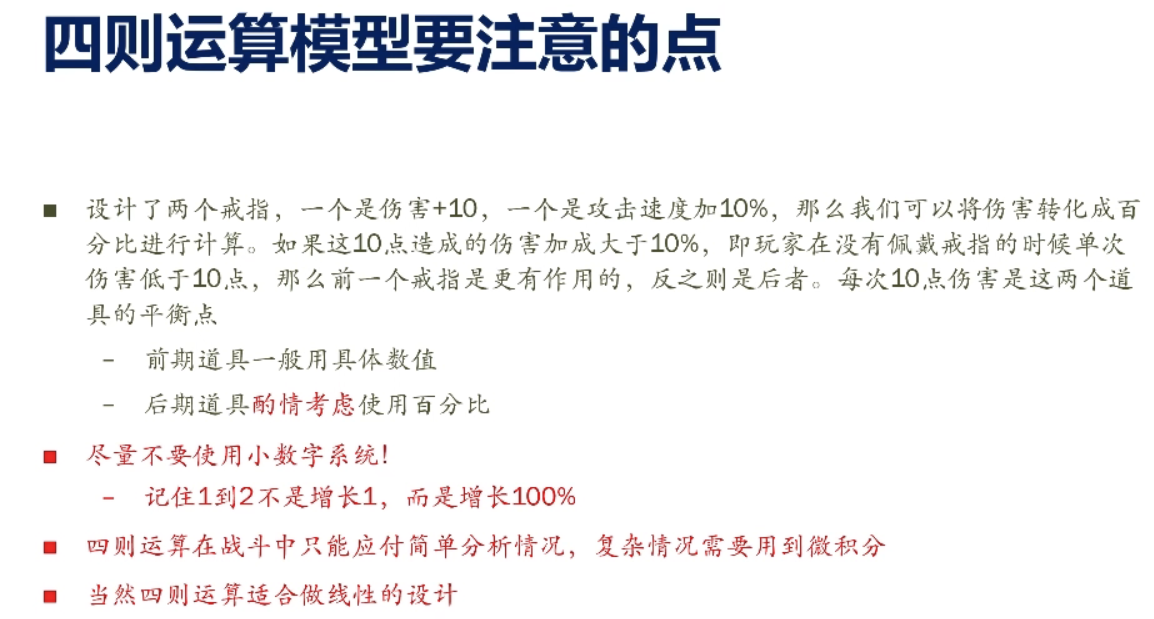 四则运算模型要注意的点
设计了两个戒指，一个是伤害+10，一个是攻击速度加10%，那么我们可以将伤害转化成百
分比进行计算。如果这10点造成的伤害加成大于10%，即玩家在没有佩戴戒指的时候单次
伤害低于10点，那么前一个戒指是更有作用的，反之则是后者。每次10点伤害是这两个道
具的平衡点
– 前期道具一般用具体数值
– 后期道具酌情考虑使用百分比
尽量不要使用小数字系统！
– 记住1到2不是增长1，而是增长100%
四则运算在战斗中只能应付简单分析情况，复杂情况需要用到微积分
当然四则运算适合做线性的设计